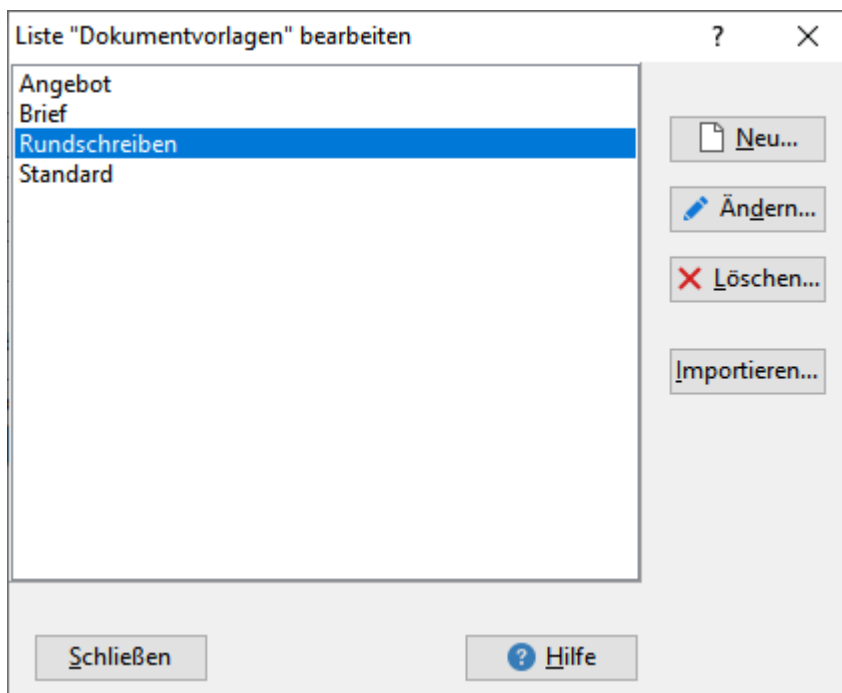 Liste "Dokumentvorlagen" bearbeiten
?
Angebot
Brief
Rundschreiben
Standard
Neu...
Ändern...
Löschen...
Importieren...
Schließen
? Hilfe